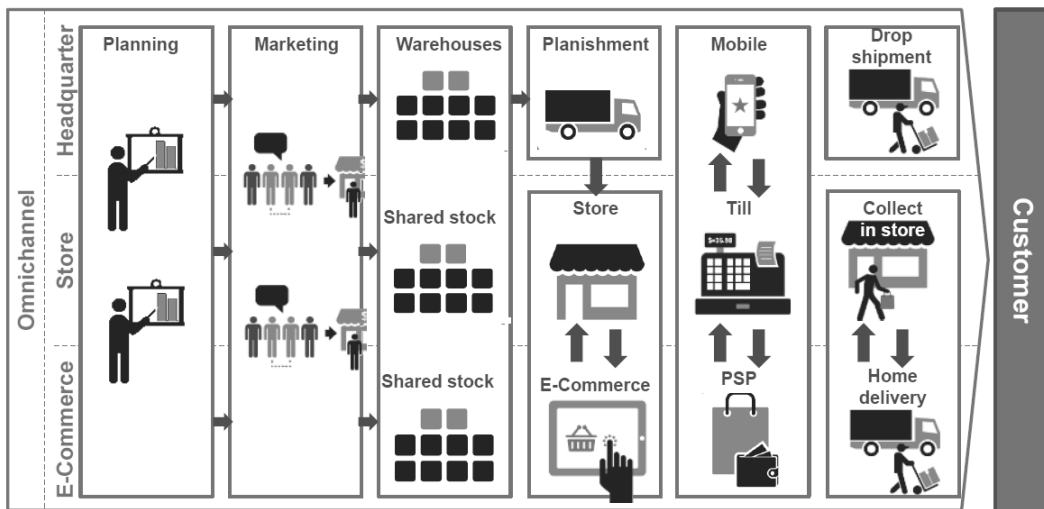 Omnichannel
Headquarter
Store
E-Commerce
Planning
Marketing
Warehouses
Shared stock
Shared stock
Planishment
Store
E-Commerce
Mobile
Till
$=35.90
PSP
Drop
shipment
Collect
in store
Home
delivery
Customer